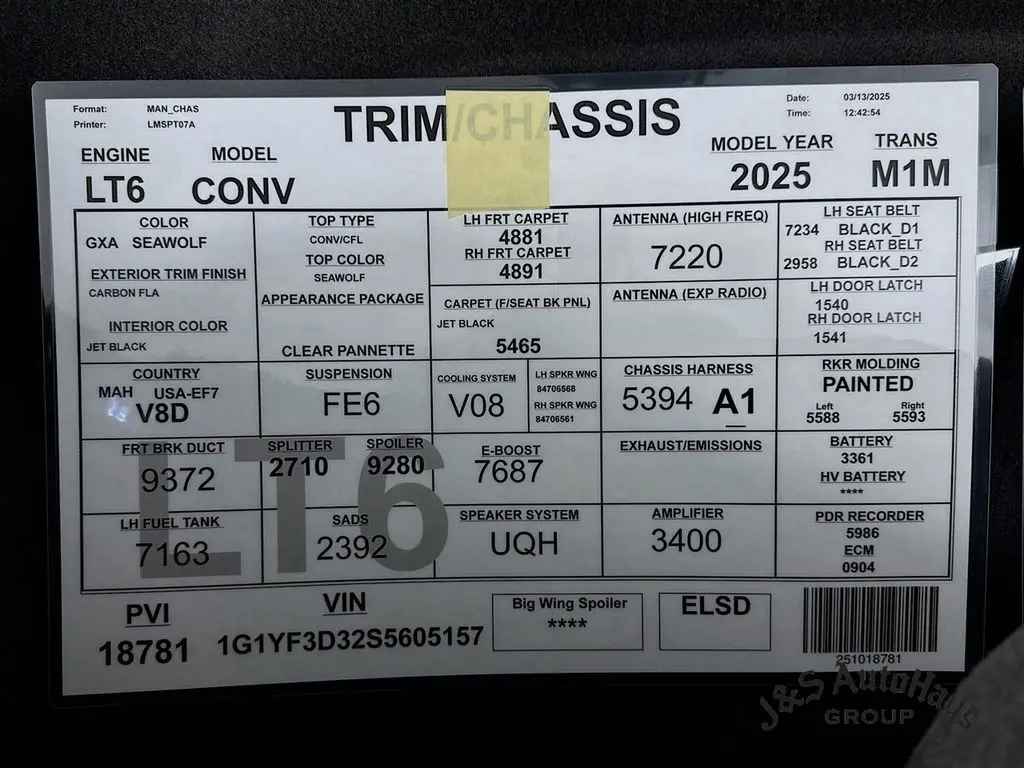 Format: MAN_CHAS
Printer: LMSPT07A
TRIM/CHASSIS
Date: 03/13/2025
Time: 12:42:54
ENGINE
LT6
MODEL
CONV
MODEL YEAR
2025
TRANS
M1M
COLOR
GXA SEAWOLF
EXTERIOR TRIM FINISH
CARBON FLA
INTERIOR COLOR
JET BLACK
TOP TYPE
CONV/CFL
TOP COLOR
SEAWOLF
APPEARANCE PACKAGE
CLEAR PANNETTE
LH FRT CARPET
4881
RH FRT CARPET
4891
CARPET (F/SEAT BK PNL)
JET BLACK
5465
ANTENNA (HIGH FREQ)
7220
ANTENNA (EXP RADIO)
LH SEAT BELT
7234 BLACK_D1
RH SEAT BELT
2958 BLACK_D2
LH DOOR LATCH
1540
RH DOOR LATCH
1541
COUNTRY
MAH USA-EF7
V8D
SUSPENSION
FE6
COOLING SYSTEM
V08
LH SPKR WNG
84706568
RH SPKR WNG
84706561
CHASSIS HARNESS
5394 A1
RKR MOLDING
PAINTED
Left Right
5588 5593
FRT BRK DUCT
9372
SPLITTER SPOILER
2710 9280
E-BOOST
7687
EXHAUST/EMISSIONS
BATTERY
3361
HV BATTERY
****
LT6
LH FUEL TANK
7163
SADS
2392
SPEAKER SYSTEM
UQH
AMPLIFIER
3400
PDR RECORDER
5986
ECM
0904
PVI
18781
VIN
1G1YF3D32S5605157
Big Wing Spoiler
****
ELSD
251018781
J&S AutoHaus
GROUP